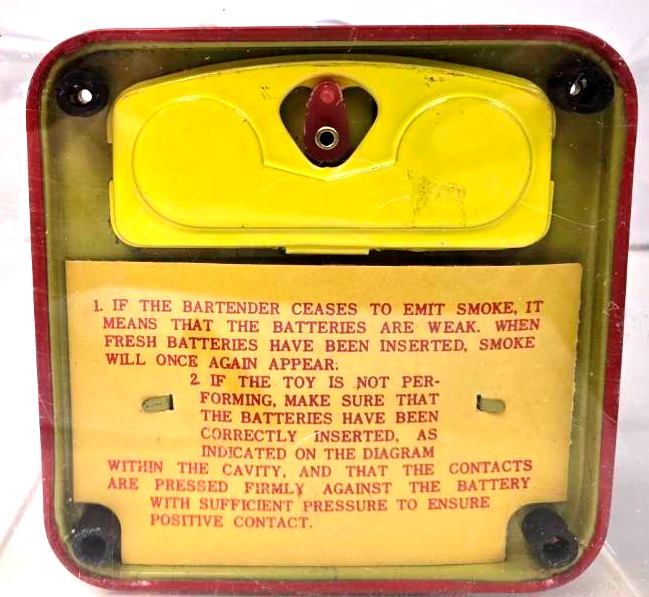 1. IF THE BARTENDER CEASES TO EMIT SMOKE, IT
MEANS THAT THE BATTERIES ARE WEAK. WHEN
FRESH BATTERIES HAVE BEEN INSERTED, SMOKE
WILL ONCE AGAIN APPEAR.
2. IF THE TOY IS NOT PER-
FORMING, MAKE SURE THAT
THE BATTERIES HAVE BEEN
CORRECTLY INSERTED, AS
INDICATED ON THE DIAGRAM
WITHIN THE CAVITY, AND THAT THE CONTACTS
ARE PRESSED FIRMLY AGAINST THE BATTERY
WITH SUFFICIENT PRESSURE TO ENSURE
POSITIVE CONTACT.